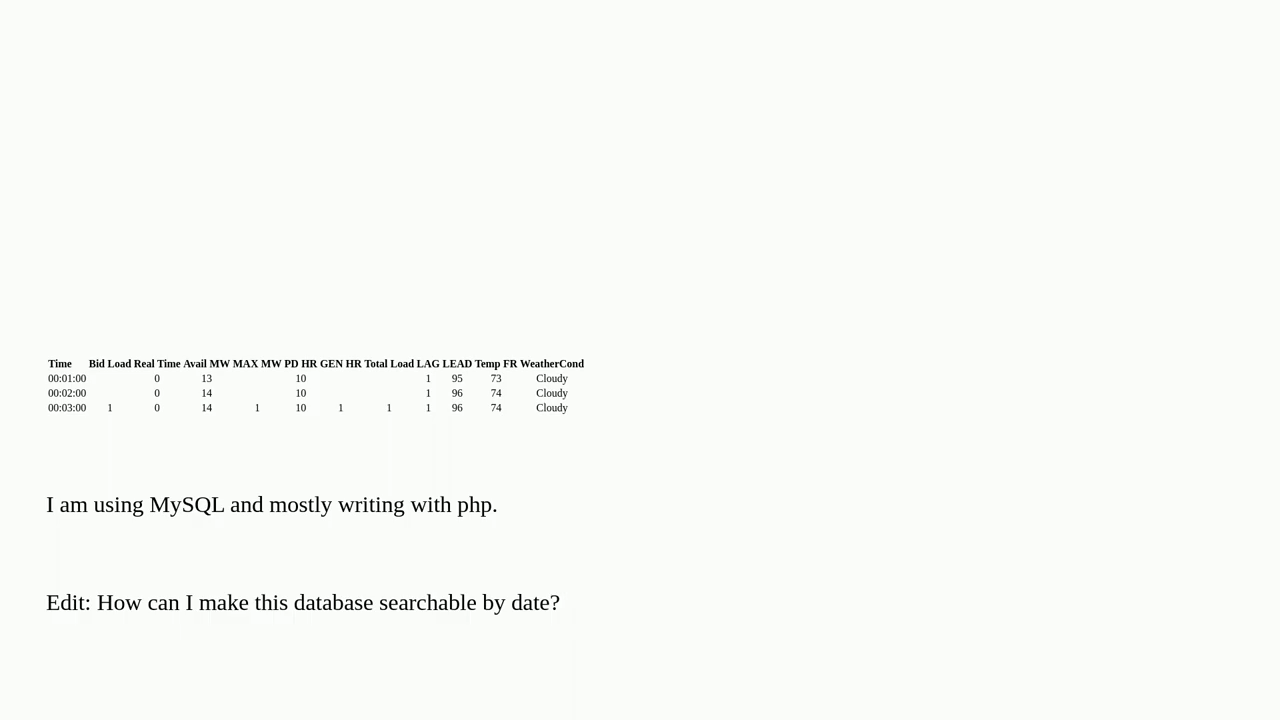 Time Bid Load Real Time Avail MW MAX MW PD HR GEN HR Total Load LAG LEAD Temp FR WeatherCond
00:01:00 0 13 10 1 95 73 Cloudy
00:02:00 0 14 10 1 96 74 Cloudy
00:03:00 1 0 14 1 10 1 1 1 96 74 Cloudy
I am using MySQL and mostly writing with php.
Edit: How can I make this database searchable by date?